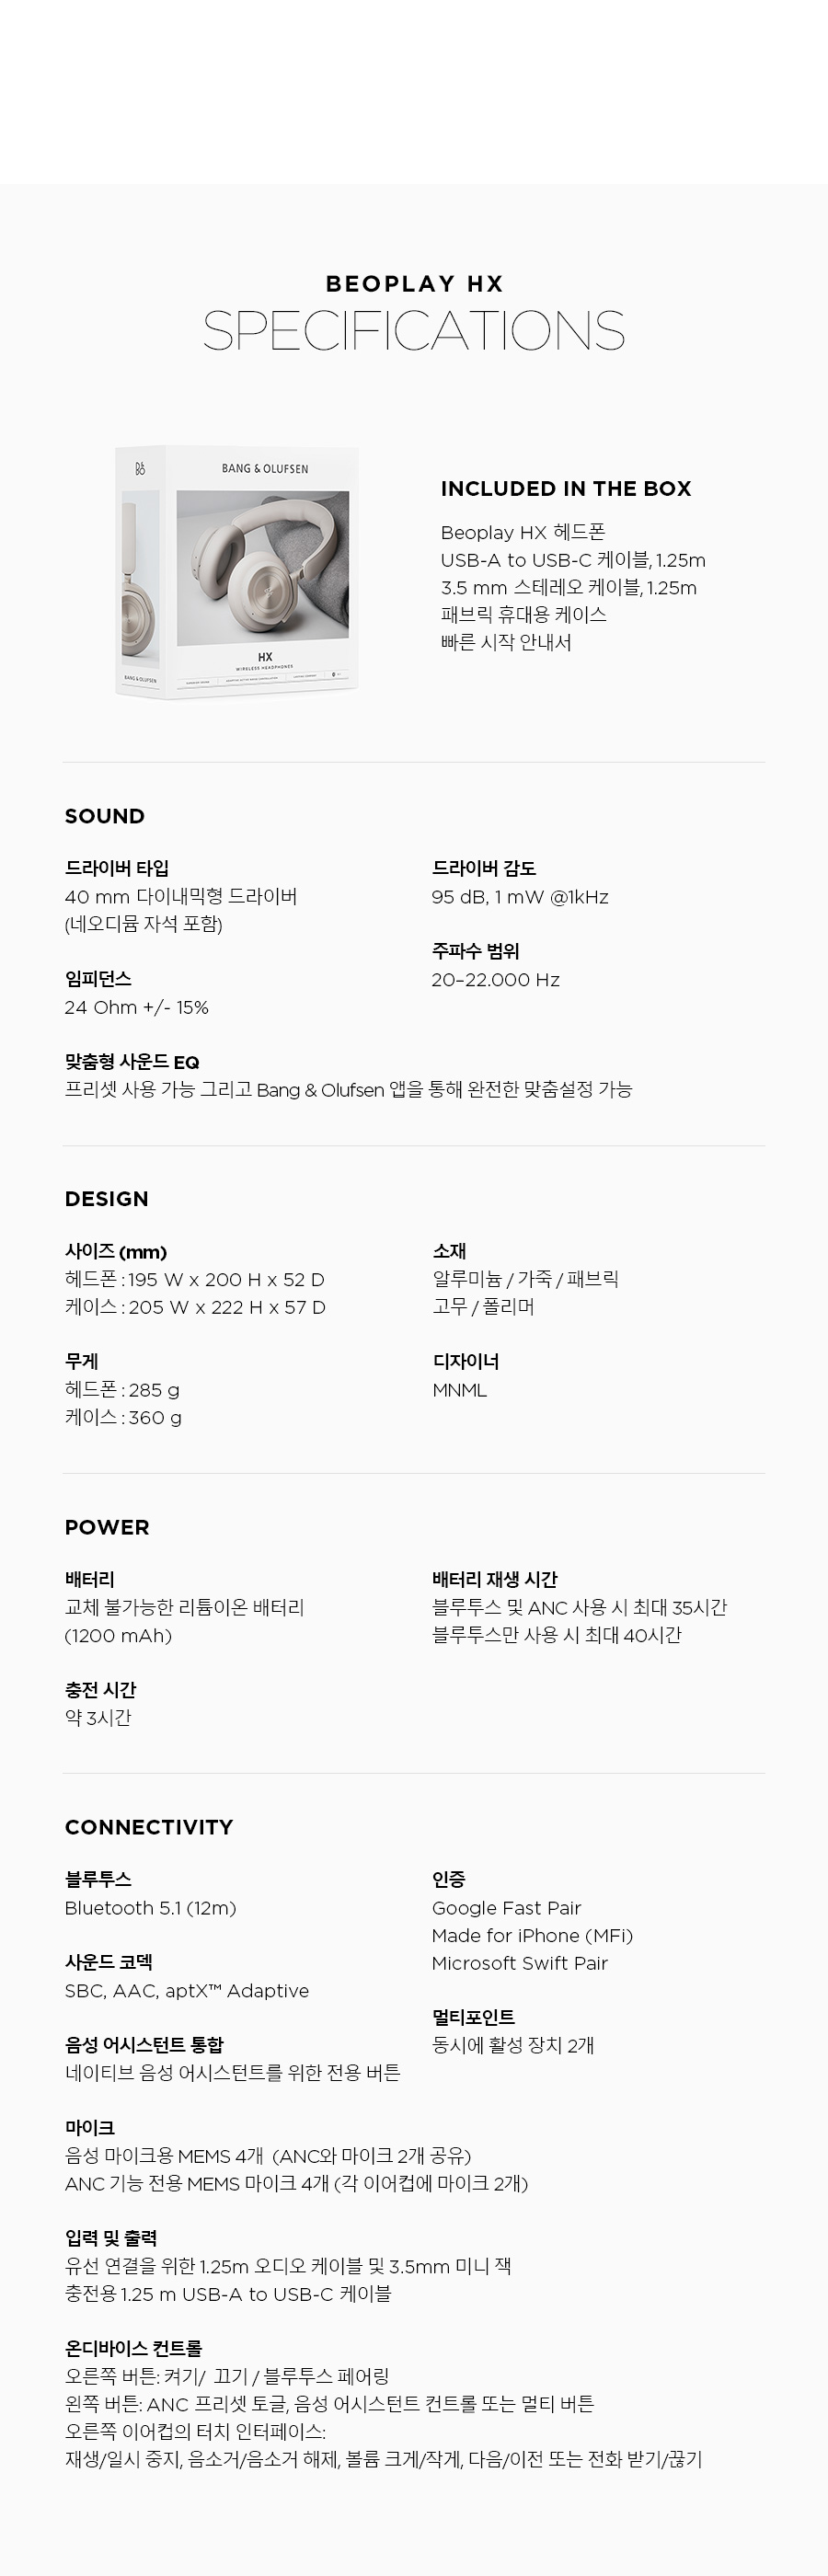 BEOPLAY HX
SPECIFICATIONS
B&O
BANG & OLUFSEN
HX
WIRELESS HEADPHONES
BANG & OLUFSEN
INCLUDED IN THE BOX
Beoplay HX 헤드폰
USB-A to USB-C 케이블, 1.25m
3.5 mm 스테레오 케이블, 1.25m
패브릭 휴대용 케이스
빠른 시작 안내서
SOUND
드라이버 타입
40 mm 다이내믹형 드라이버
(네오디뮴 자석 포함)
임피던스
24 Ohm +/- 15%
드라이버 감도
95 dB, 1 mW @1kHz
주파수 범위
20–22.000 Hz
맞춤형 사운드 EQ
프리셋 사용 가능 그리고 Bang & Olufsen 앱을 통해 완전한 맞춤설정 가능
DESIGN
사이즈 (mm)
헤드폰 : 195 W x 200 H x 52 D
케이스 : 205 W x 222 H x 57 D
무게
헤드폰 : 285 g
케이스 : 360 g
소재
알루미늄 / 가죽 / 패브릭
고무 / 폴리머
디자이너
MNML
POWER
배터리
교체 불가능한 리튬이온 배터리
(1200 mAh)
충전 시간
약 3시간
배터리 재생 시간
블루투스 및 ANC 사용 시 최대 35시간
블루투스만 사용 시 최대 40시간
CONNECTIVITY
블루투스
Bluetooth 5.1 (12m)
사운드 코덱
SBC, AAC, aptX™ Adaptive
음성 어시스턴트 통합
네이티브 음성 어시스턴트를 위한 전용 버튼
인증
Google Fast Pair
Made for iPhone (MFi)
Microsoft Swift Pair
멀티포인트
동시에 활성 장치 2개
마이크
음성 마이크용 MEMS 4개 (ANC와 마이크 2개 공유)
ANC 기능 전용 MEMS 마이크 4개 (각 이어컵에 마이크 2개)
입력 및 출력
유선 연결을 위한 1.25m 오디오 케이블 및 3.5mm 미니 잭
충전용 1.25 m USB-A to USB-C 케이블
온디바이스 컨트롤
오른쪽 버튼: 켜기/ 끄기 / 블루투스 페어링
왼쪽 버튼: ANC 프리셋 토글, 음성 어시스턴트 컨트롤 또는 멀티 버튼
오른쪽 이어컵의 터치 인터페이스:
재생/일시 중지, 음소거/음소거 해제, 볼륨 크게/작게, 다음/이전 또는 전화 받기/끊기